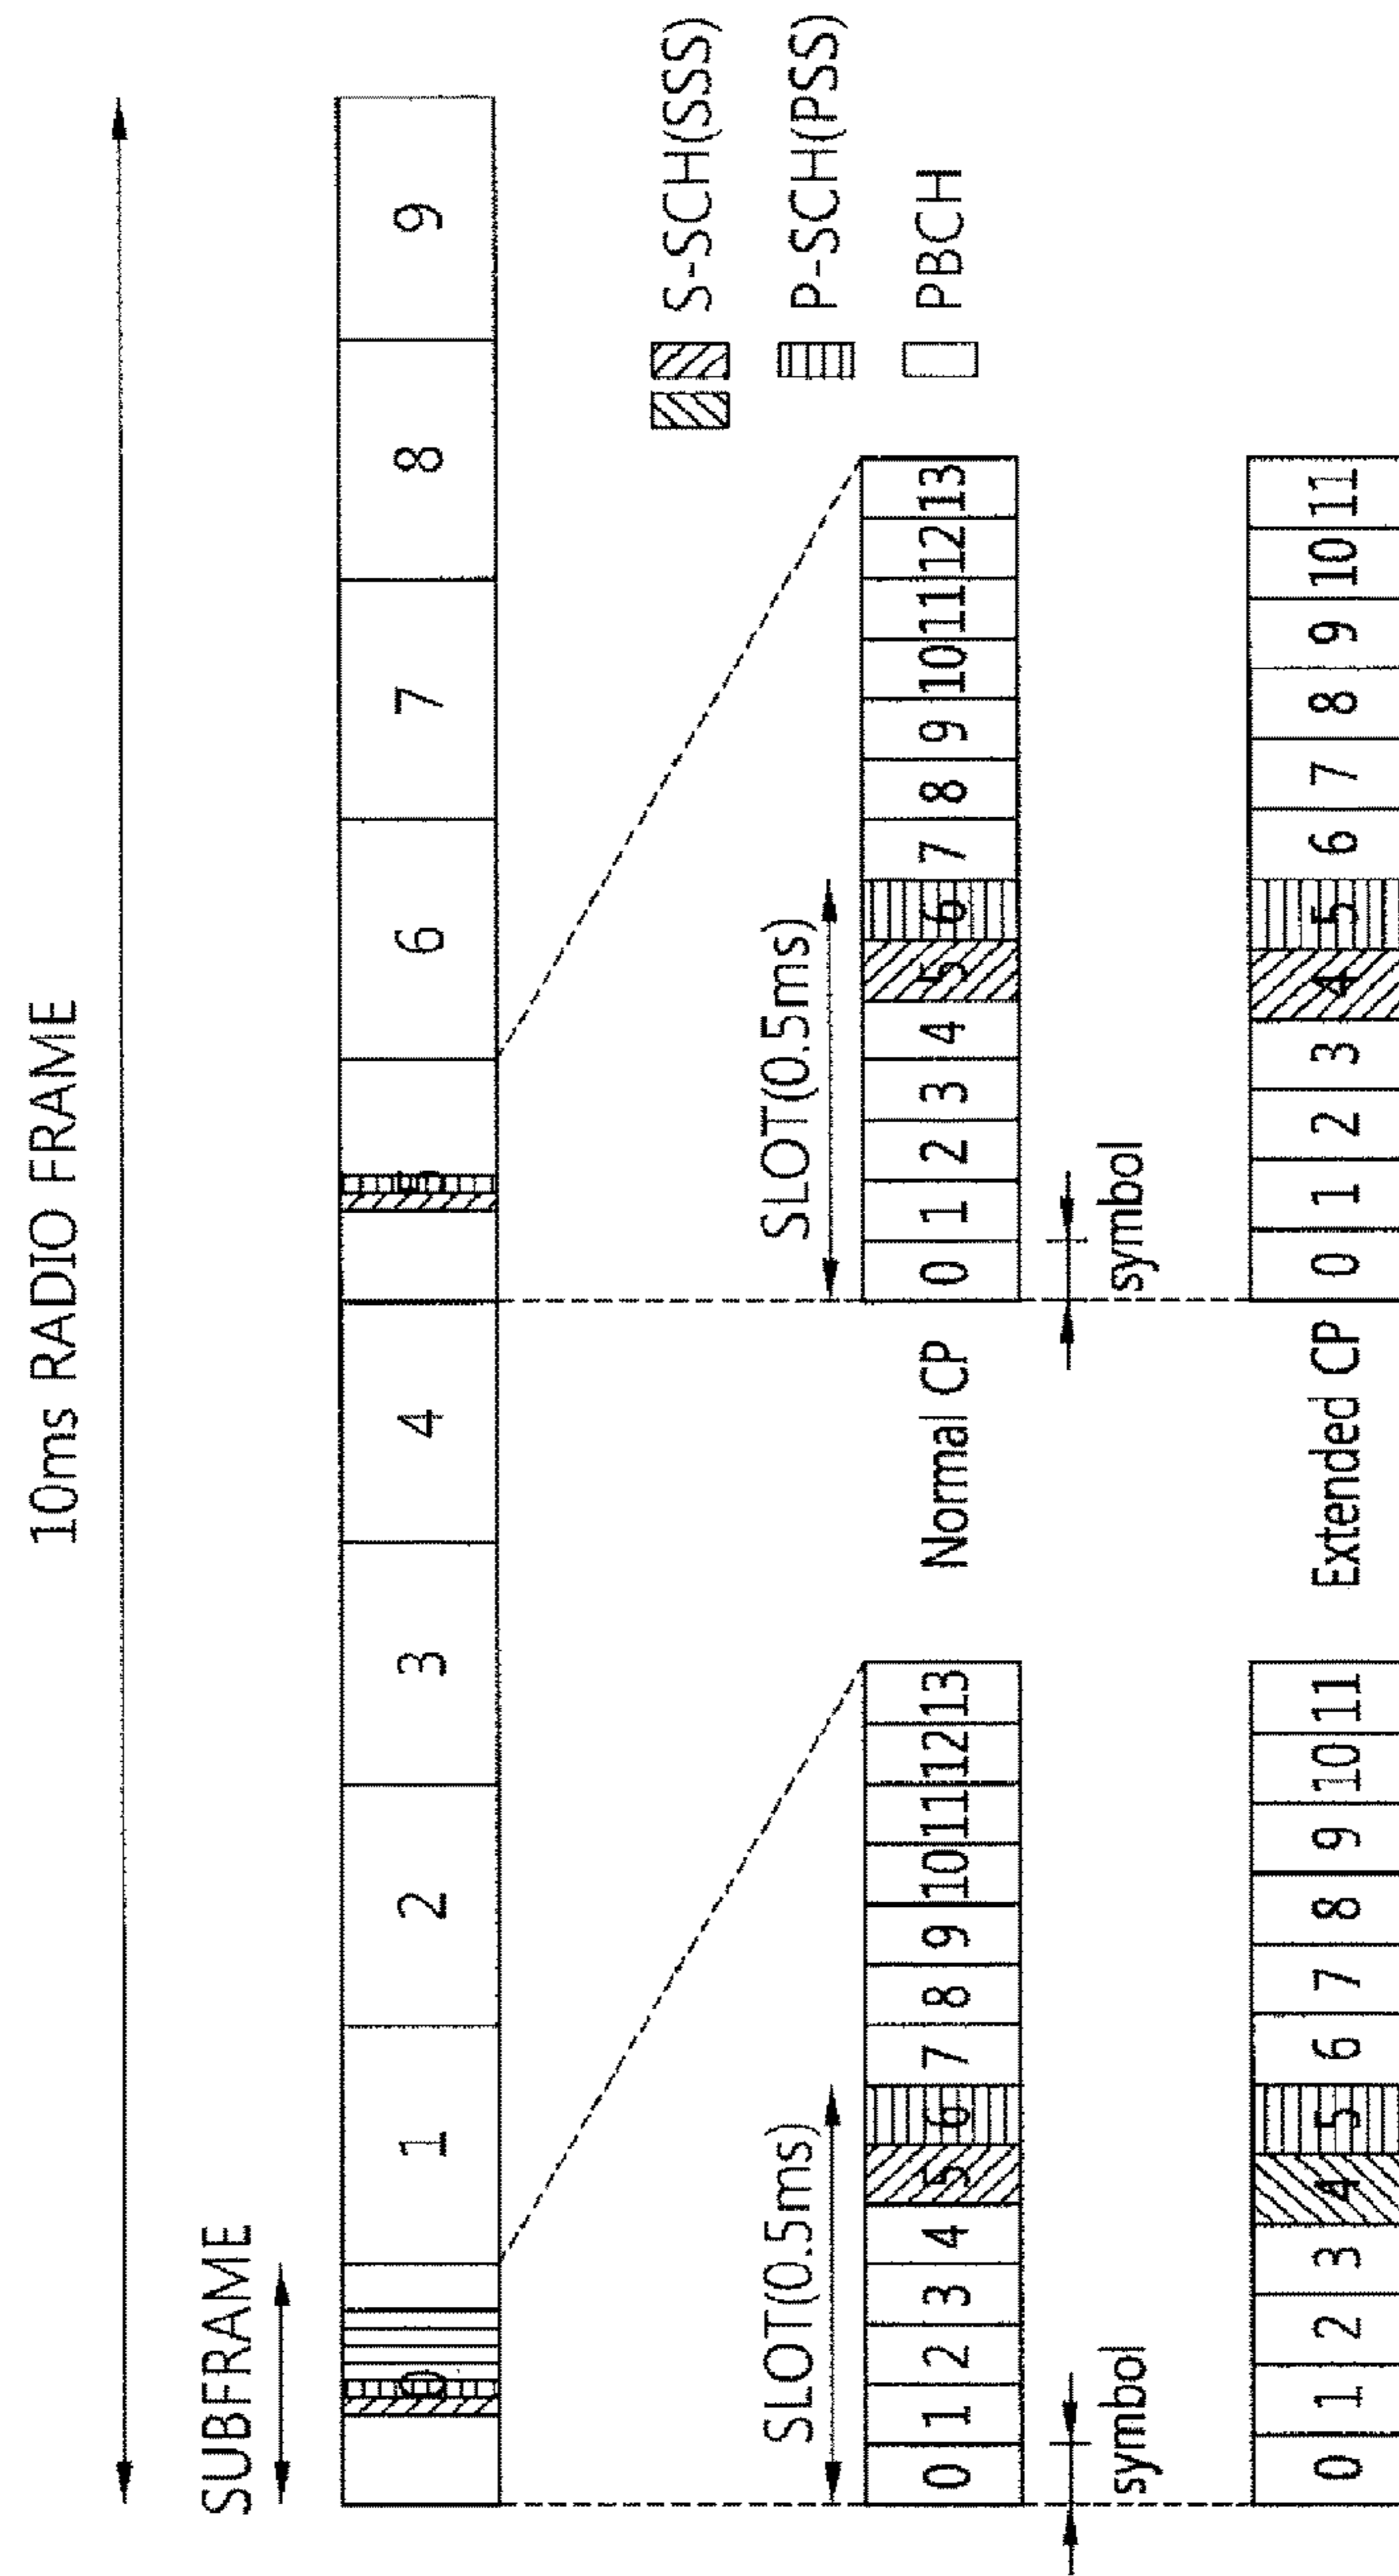 10ms RADIO FRAME
SUBFRAME
0 1 2 3 4 5 6 7 8 9
S-SCH(SSS)
P-SCH(PSS)
PBCH
SLOT(0.5ms) SLOT(0.5ms)
0 1 2 3 4 5 6 7 8 9 10 11 12 13 Normal CP 0 1 2 3 4 5 6 7 8 9 10 11 12 13
symbol symbol
0 1 2 3 4 5 6 7 8 9 10 11 Extended CP 0 1 2 3 4 5 6 7 8 9 10 11